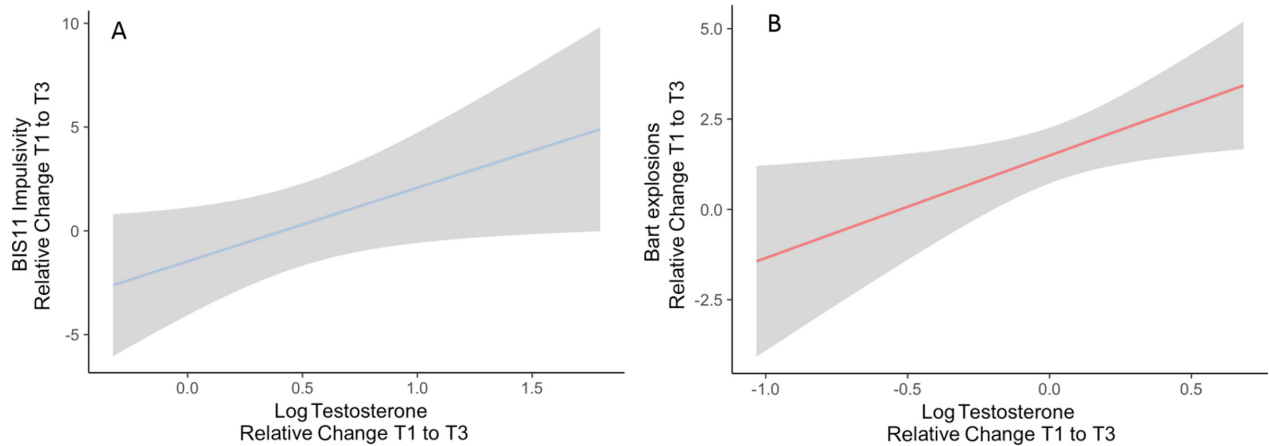 A
10
5
0
-5
BIS11 Impulsivity
Relative Change T1 to T3
0.0
0.5
1.0
1.5
Log Testosterone
Relative Change T1 to T3
B
5.0
2.5
0.0
-2.5
Bart explosions
Relative Change T1 to T3
-1.0
-0.5
0.0
0.5
Log Testosterone
Relative Change T1 to T3